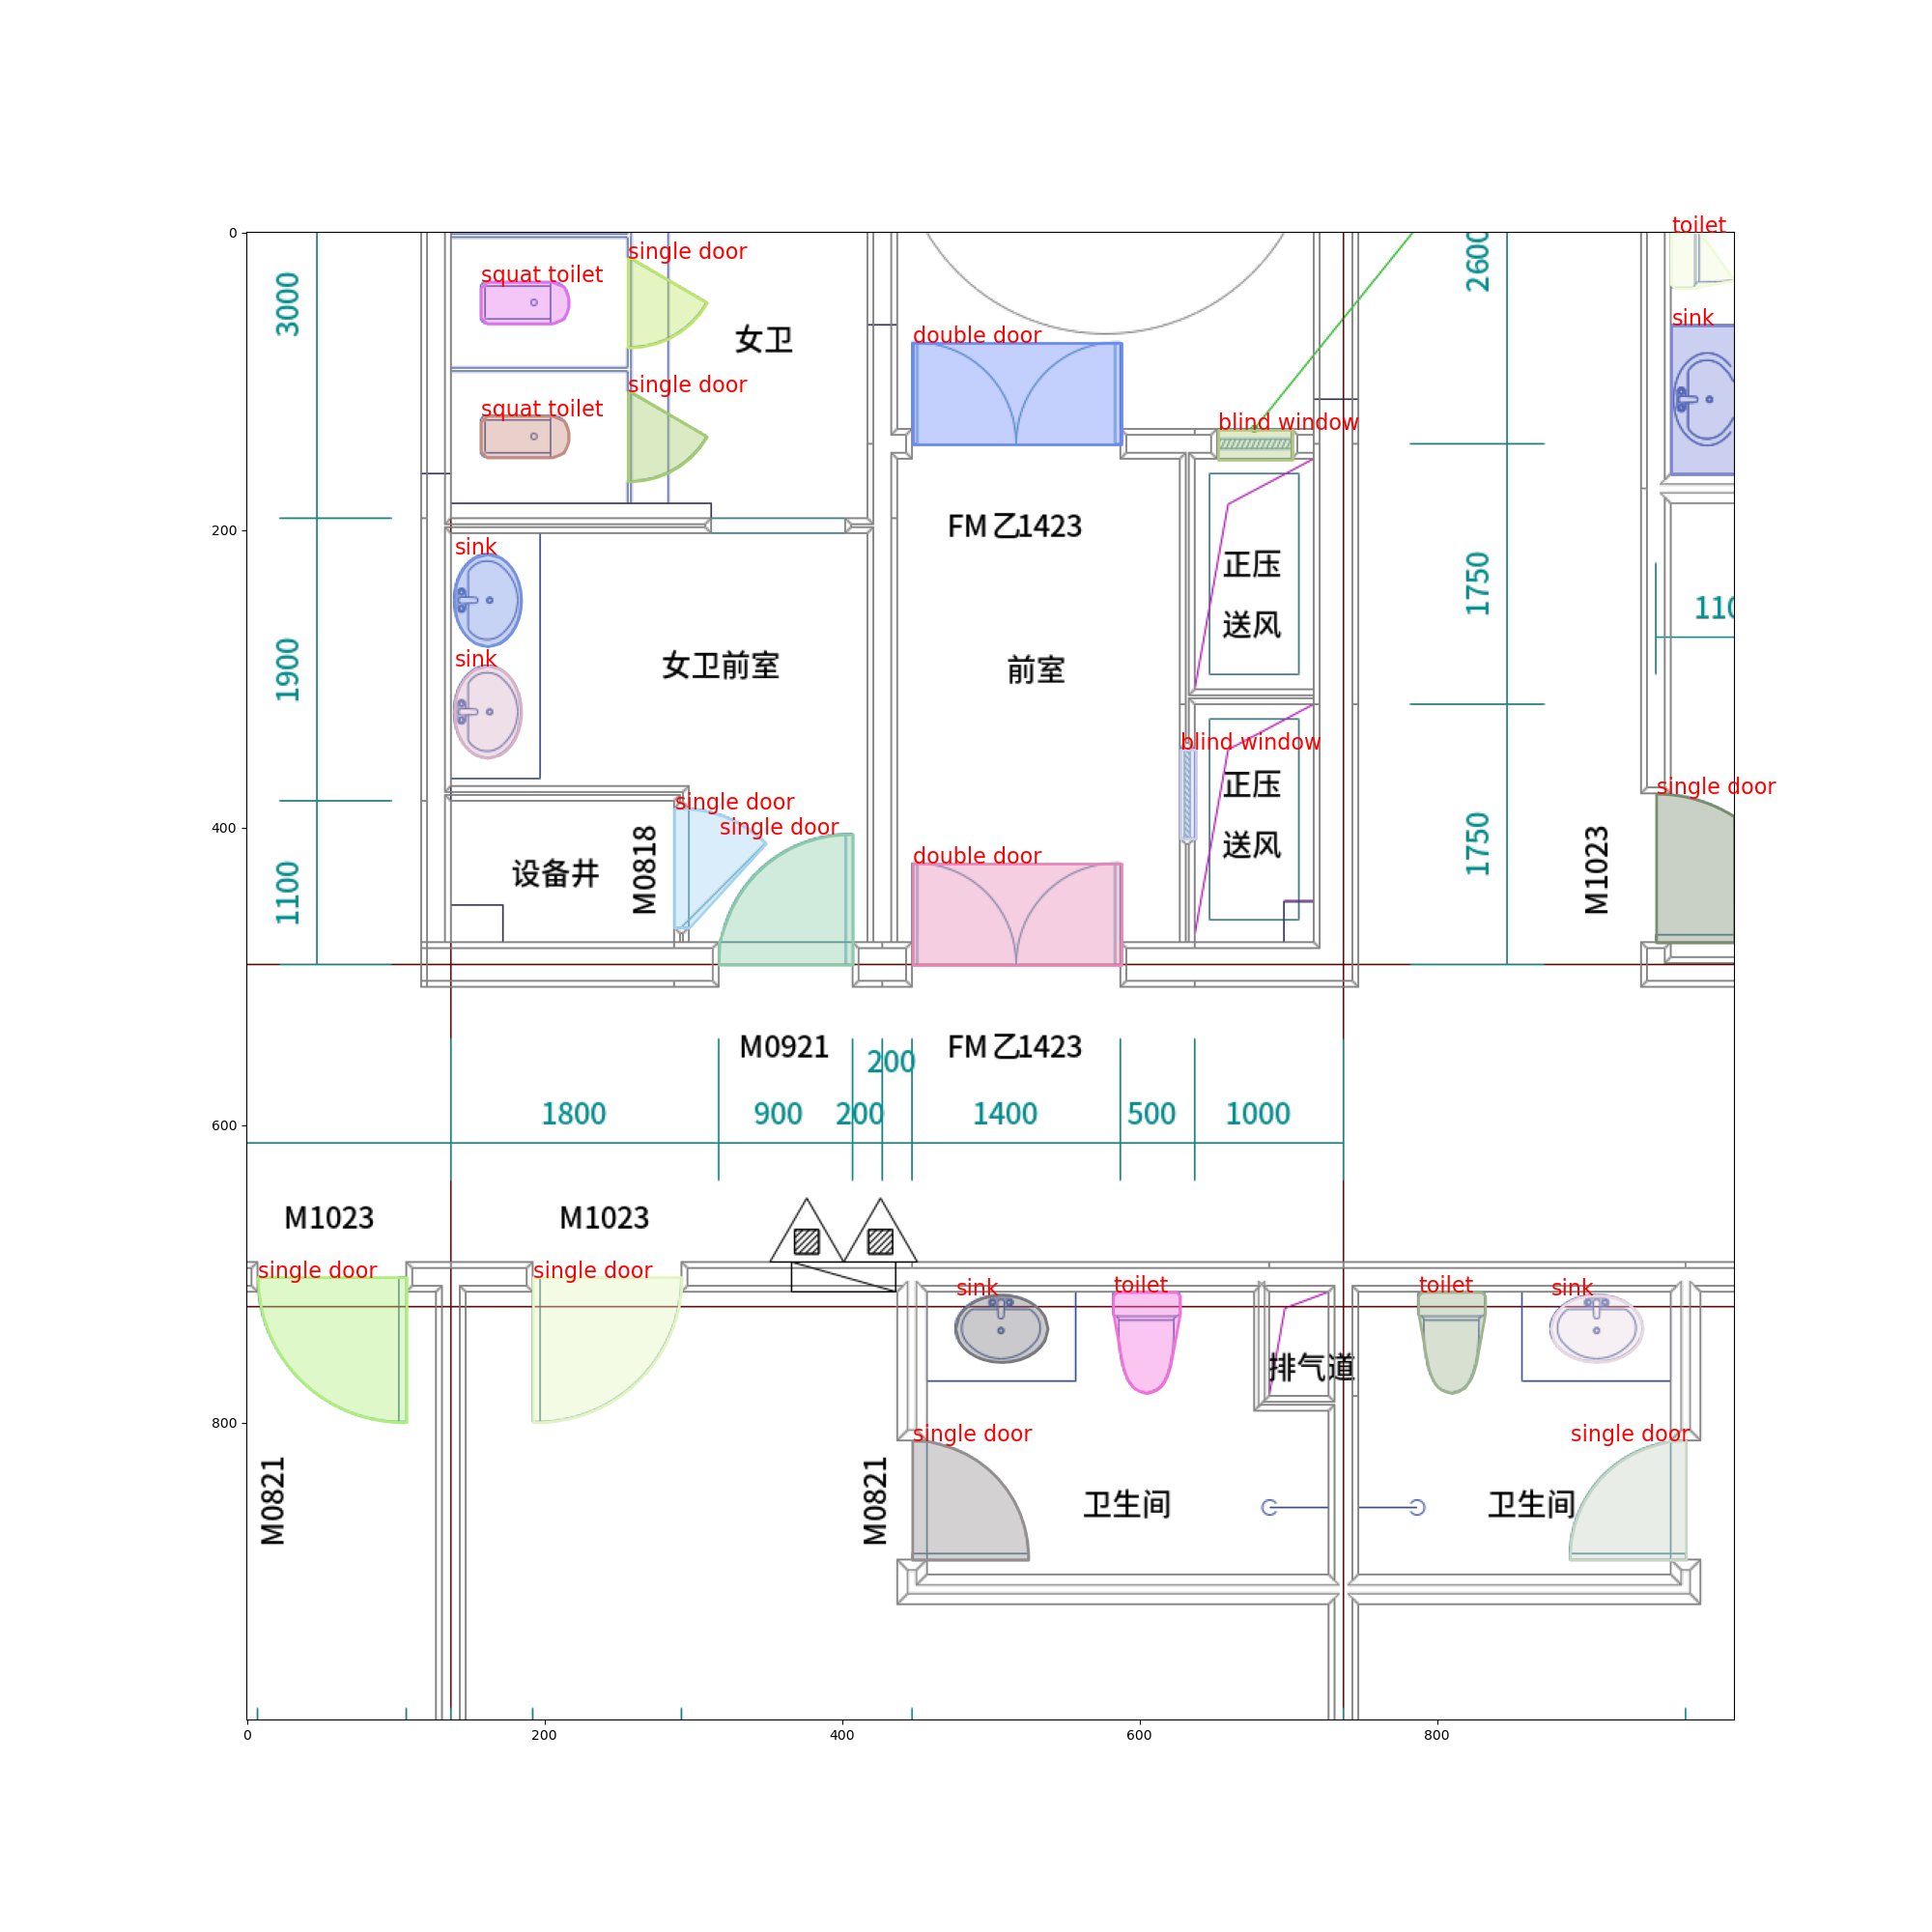 toilet
0
single door
2600
squat toilet
3000
sink
女卫
double door
single door
squat toilet
blind window
FM乙1423
200
sink
正压
1750
110
送风
sink
女卫前室
前室
1900
blind window
正压
single door
single door
single door
400
送风
1750
M1023
double door
设备井
M0818
1100
M0921
FM乙1423
200
1800
900
200
1400
500
1000
600
M1023
M1023
single door
single door
sink
toilet
toilet
sink
排气道
800
single door
single door
M0821
M0821
卫生间
卫生间
0
200
400
600
800